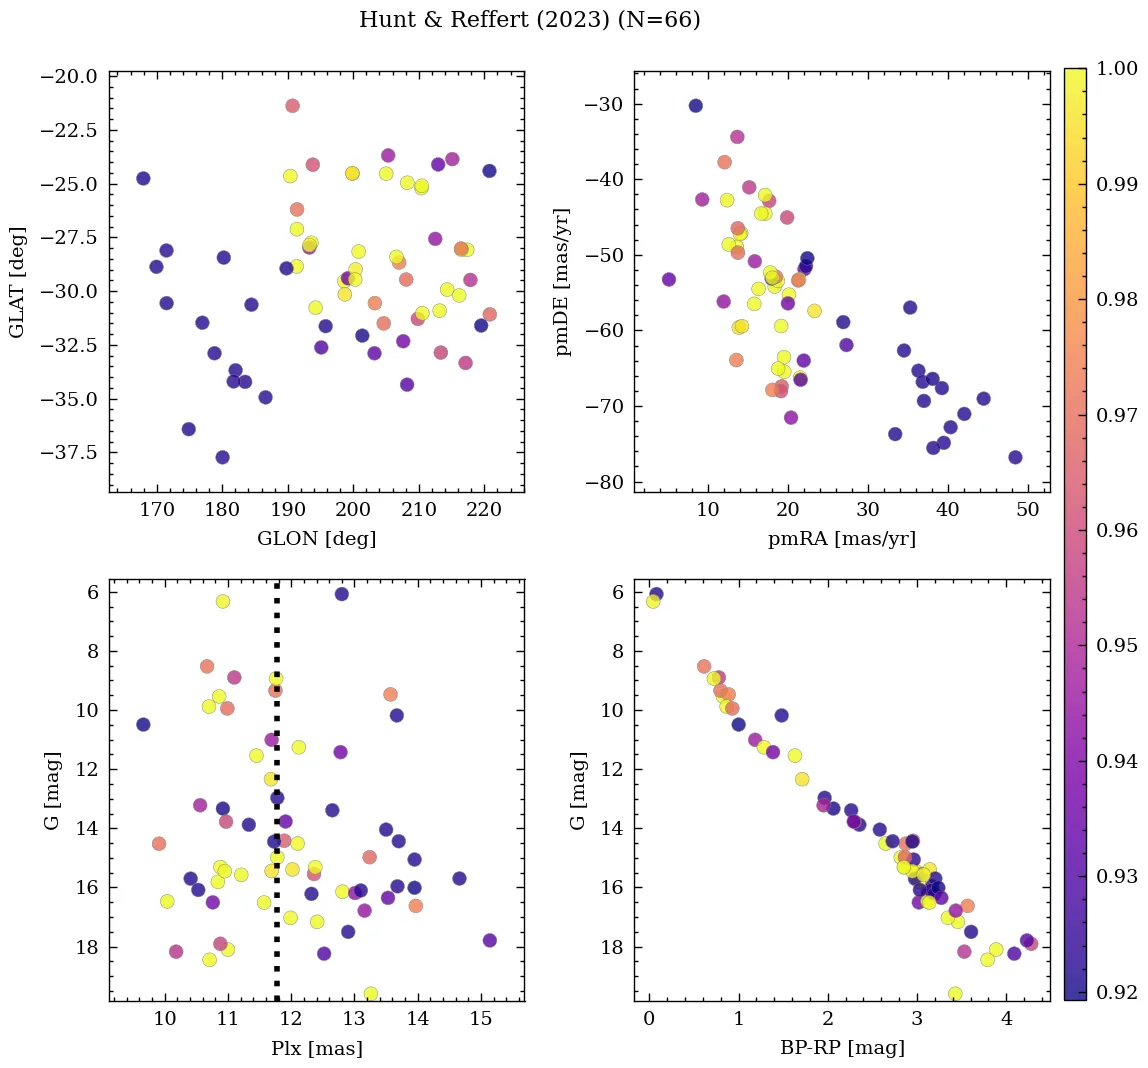 Hunt & Reffert (2023) (N=66)
−20.0
−22.5
−25.0
−27.5
−30.0
−32.5
−35.0
−37.5
GLAT [deg]
170 180 190 200 210 220
GLON [deg]
−30
−40
−50
−60
−70
−80
pmDE [mas/yr]
10 20 30 40 50
pmRA [mas/yr]
6
8
10
12
14
16
18
G [mag]
10 11 12 13 14 15
Plx [mas]
6
8
10
12
14
16
18
G [mag]
0 1 2 3 4
BP-RP [mag]
1.00
0.99
0.98
0.97
0.96
0.95
0.94
0.93
0.92